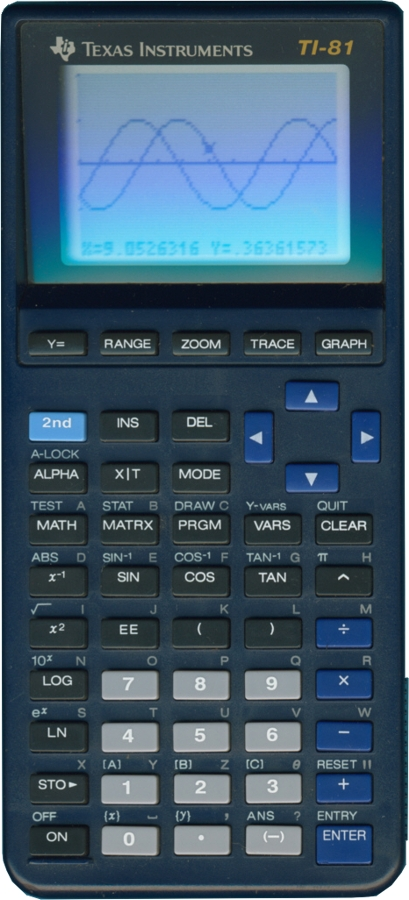 TEXAS INSTRUMENTS TI-81
X=9.0526316 Y=.36361573
Y= RANGE ZOOM TRACE GRAPH
2nd INS DEL
A-LOCK
ALPHA X|T MODE
TEST A STAT B DRAW C Y-VARS QUIT
MATH MATRX PRGM VARS CLEAR
ABS D SIN⁻¹ E COS⁻¹ F TAN⁻¹ G π H
x⁻¹ SIN COS TAN ^
√ I J K L M
x² EE ( ) ÷
10ˣ N O P Q R
LOG 7 8 9 ×
eˣ S T U V W
LN 4 5 6 −
X [A] Y [B] Z [C] θ RESET !!
STO► 1 2 3 +
OFF {x} ␣ {y} , ANS ? ENTRY
ON 0 . (−) ENTER